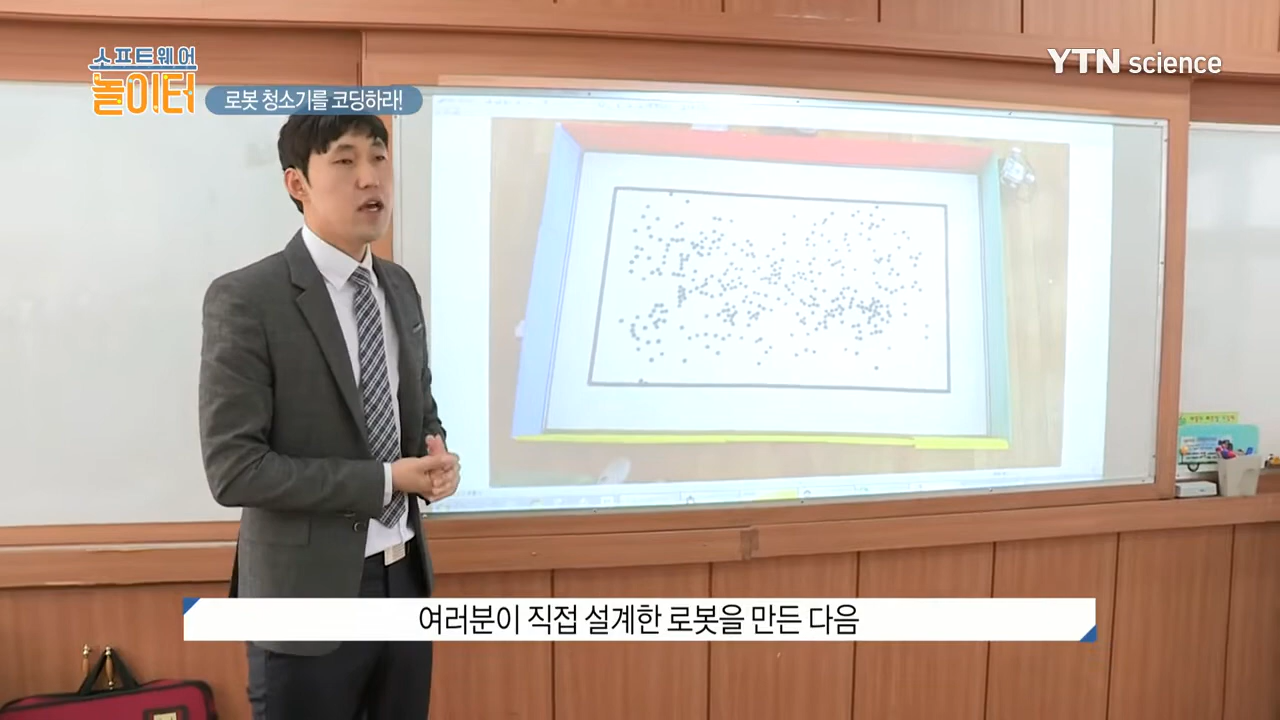 소프트웨어
놀이터
로봇 청소기를 코딩하라!
YTN science
여러분이 직접 설계한 로봇을 만든 다음